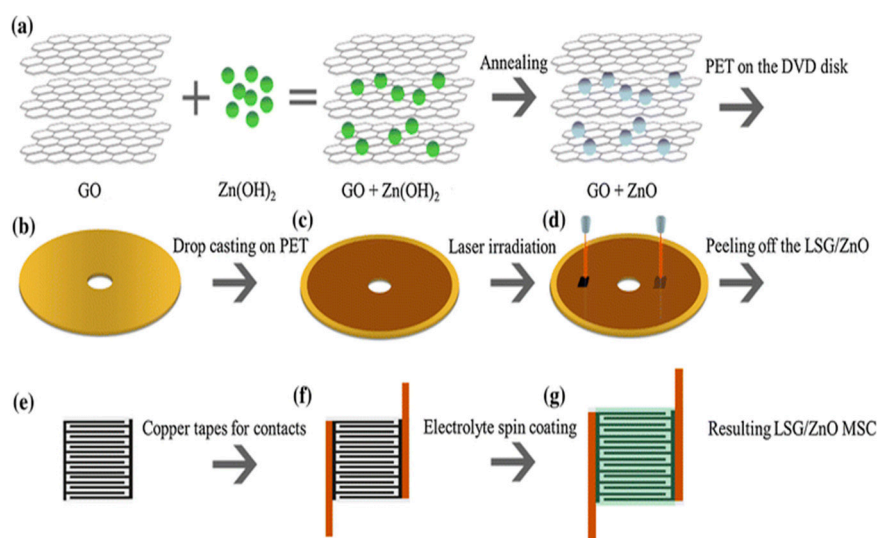 (a)
Annealing
PET on the DVD disk
GO
Zn(OH)₂
GO + Zn(OH)₂
GO + ZnO
(b)
Drop casting on PET
(c)
Laser irradiation
(d)
Peeling off the LSG/ZnO
(e)
Copper tapes for contacts
(f)
Electrolyte spin coating
(g)
Resulting LSG/ZnO MSC